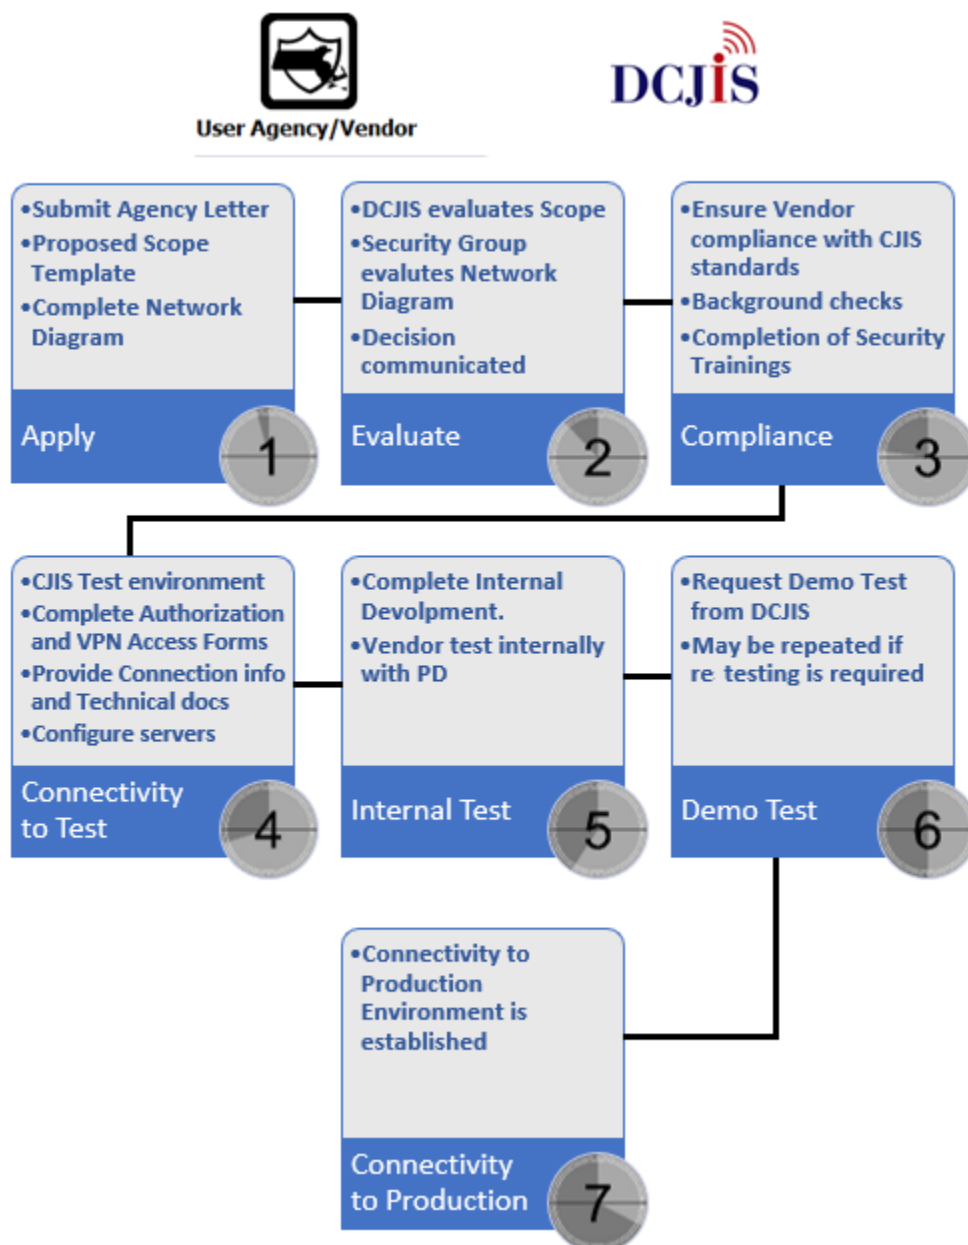 User Agency/Vendor
DCJiS
•Submit Agency Letter
•Proposed Scope
Template
•Complete Network
Diagram
Apply
1
•DCJIS evaluates Scope
•Security Group
evalutes Network
Diagram
•Decision
communicated
Evaluate
2
•Ensure Vendor
compliance with CJIS
standards
•Background checks
•Completion of Security
Trainings
Compliance
3
•CJIS Test environment
•Complete Authorization
and VPN Access Forms
•Provide Connection info
and Technical docs
•Configure servers
Connectivity
to Test
4
•Complete Internal
Devolpment.
•Vendor test internally
with PD
Internal Test
5
•Request Demo Test
from DCJIS
•May be repeated if
re testing is required
Demo Test
6
•Connectivity to
Production
Environment is
established
Connectivity
to Production
7